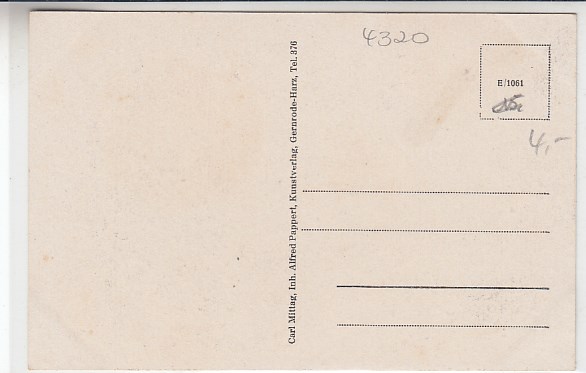 4320
E/1061
4,-
Carl Mittag, Inh. Alfred Pappert, Kunstverlag, Gernrode-Harz, Tel. 376